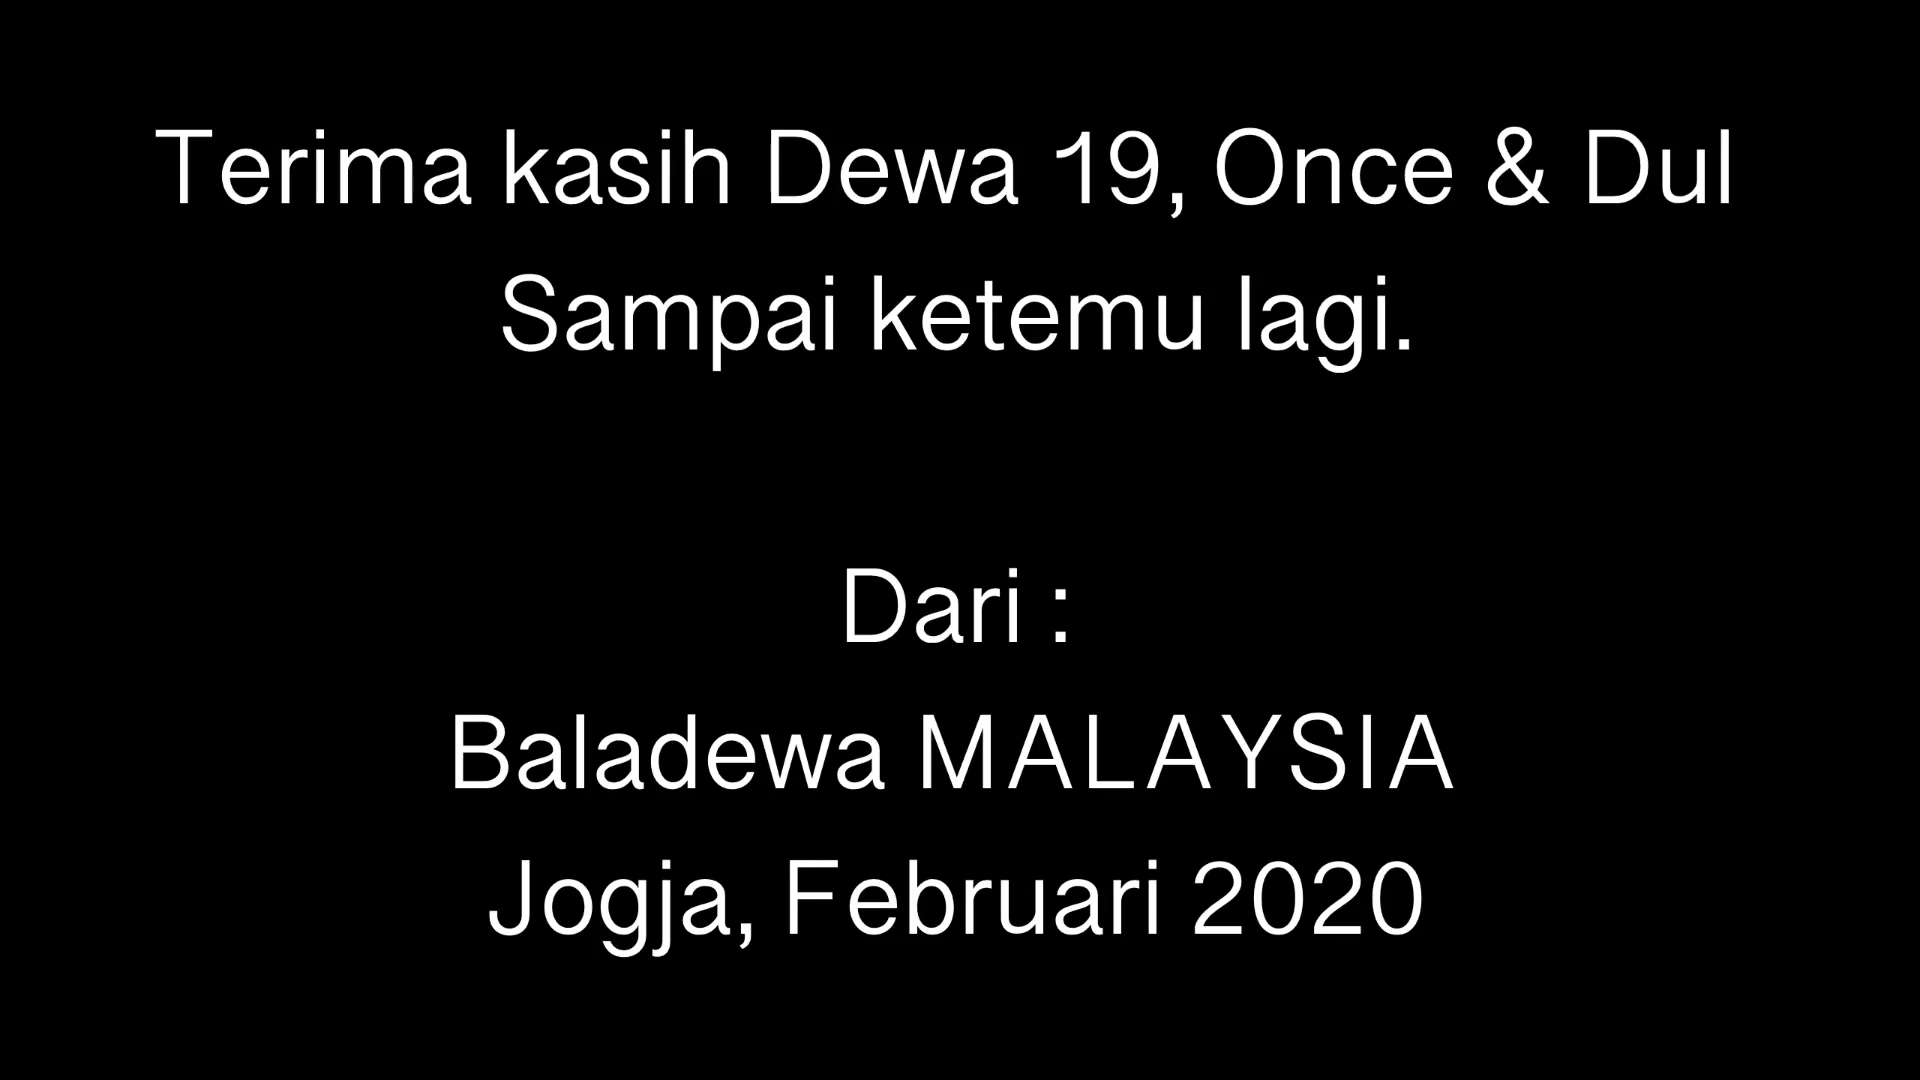 Terima kasih Dewa 19, Once & Dul
Sampai ketemu lagi.
Dari :
Baladewa MALAYSIA
Jogja, Februari 2020